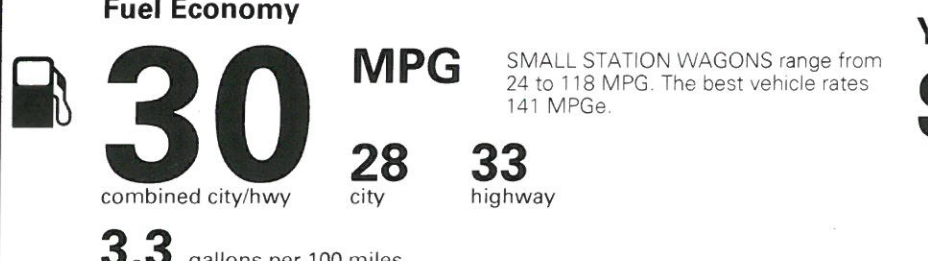 Fuel Economy
30
MPG
SMALL STATION WAGONS range from
24 to 118 MPG. The best vehicle rates
141 MPGe.
28
33
combined city/hwy
city
highway
3.3 gallons per 100 miles